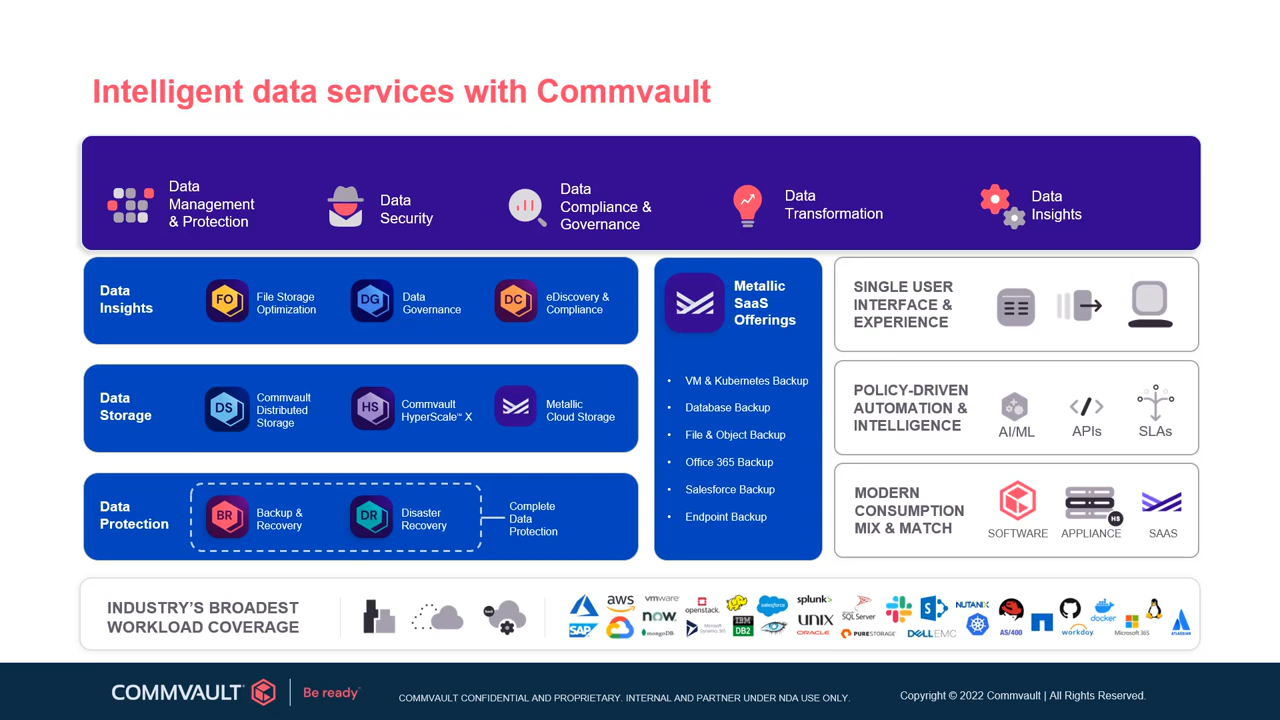 Intelligent data services with Commvault
Data
Management
& Protection
Data
Security
Data
Compliance &
Governance
Data
Transformation
Data
Insights
Data
Insights
FO
File Storage
Optimization
DG
Data
Governance
DC
eDiscovery &
Compliance
Data
Storage
DS
Commvault
Distributed
Storage
HS
Commvault
HyperScale™ X
Metallic
Cloud Storage
Data
Protection
BR
Backup &
Recovery
DR
Disaster
Recovery
Complete
Data
Protection
Metallic
SaaS
Offerings
• VM & Kubernetes Backup
• Database Backup
• File & Object Backup
• Office 365 Backup
• Salesforce Backup
• Endpoint Backup
SINGLE USER
INTERFACE &
EXPERIENCE
POLICY-DRIVEN
AUTOMATION &
INTELLIGENCE
AI/ML
APIs
SLAs
MODERN
CONSUMPTION
MIX & MATCH
SOFTWARE
HS
APPLIANCE
SAAS
INDUSTRY'S BROADEST
WORKLOAD COVERAGE
SaaS
SAP
aws
vmware
now
mongoDB
openstack.
Microsoft
Dynamics 365
IBM
DB2
salesforce
splunk>
UNIX
ORACLE
SQL Server
PURESTORAGE
S
DELLEMC
NUTANIX
AS/400
workday
docker
Microsoft 365
ATLASSIAN
COMMVAULT
Be ready
COMMVAULT CONFIDENTIAL AND PROPRIETARY. INTERNAL AND PARTNER UNDER NDA USE ONLY.
Copyright © 2022 Commvault | All Rights Reserved.